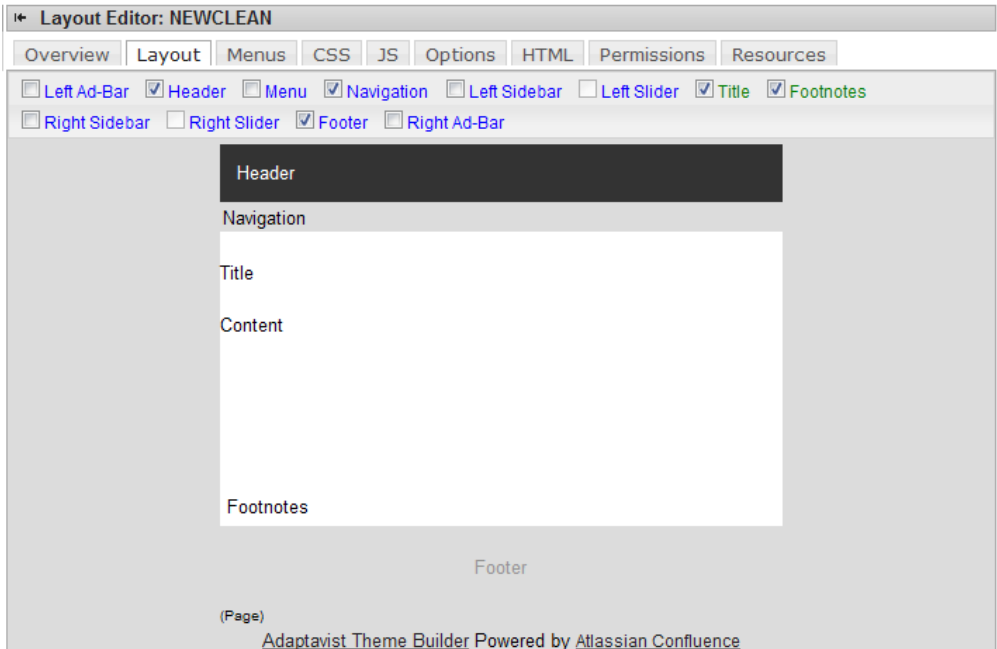 Layout Editor: NEWCLEAN
Overview Layout Menus CSS JS Options HTML Permissions Resources
Left Ad-Bar Header Menu Navigation Left Sidebar Left Slider Title Footnotes
Right Sidebar Right Slider Footer Right Ad-Bar
Header
Navigation
Title
Content
Footnotes
Footer
(Page)
Adaptavist Theme Builder Powered by Atlassian Confluence